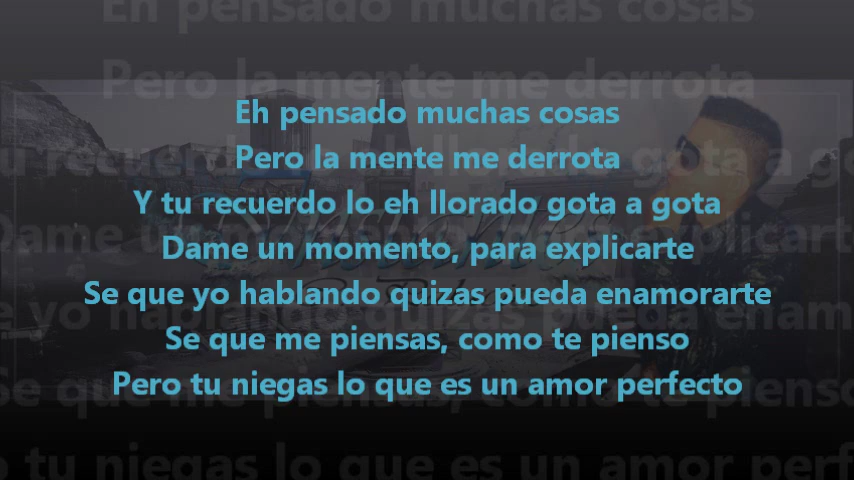 Eh pensado muchas cosas
Pero la mente me derrota
Y tu recuerdo lo eh llorado gota a gota
Dame un momento, para explicarte
Se que yo hablando quizas pueda enamorarte
Se que me piensas, como te pienso
Pero tu niegas lo que es un amor perfecto